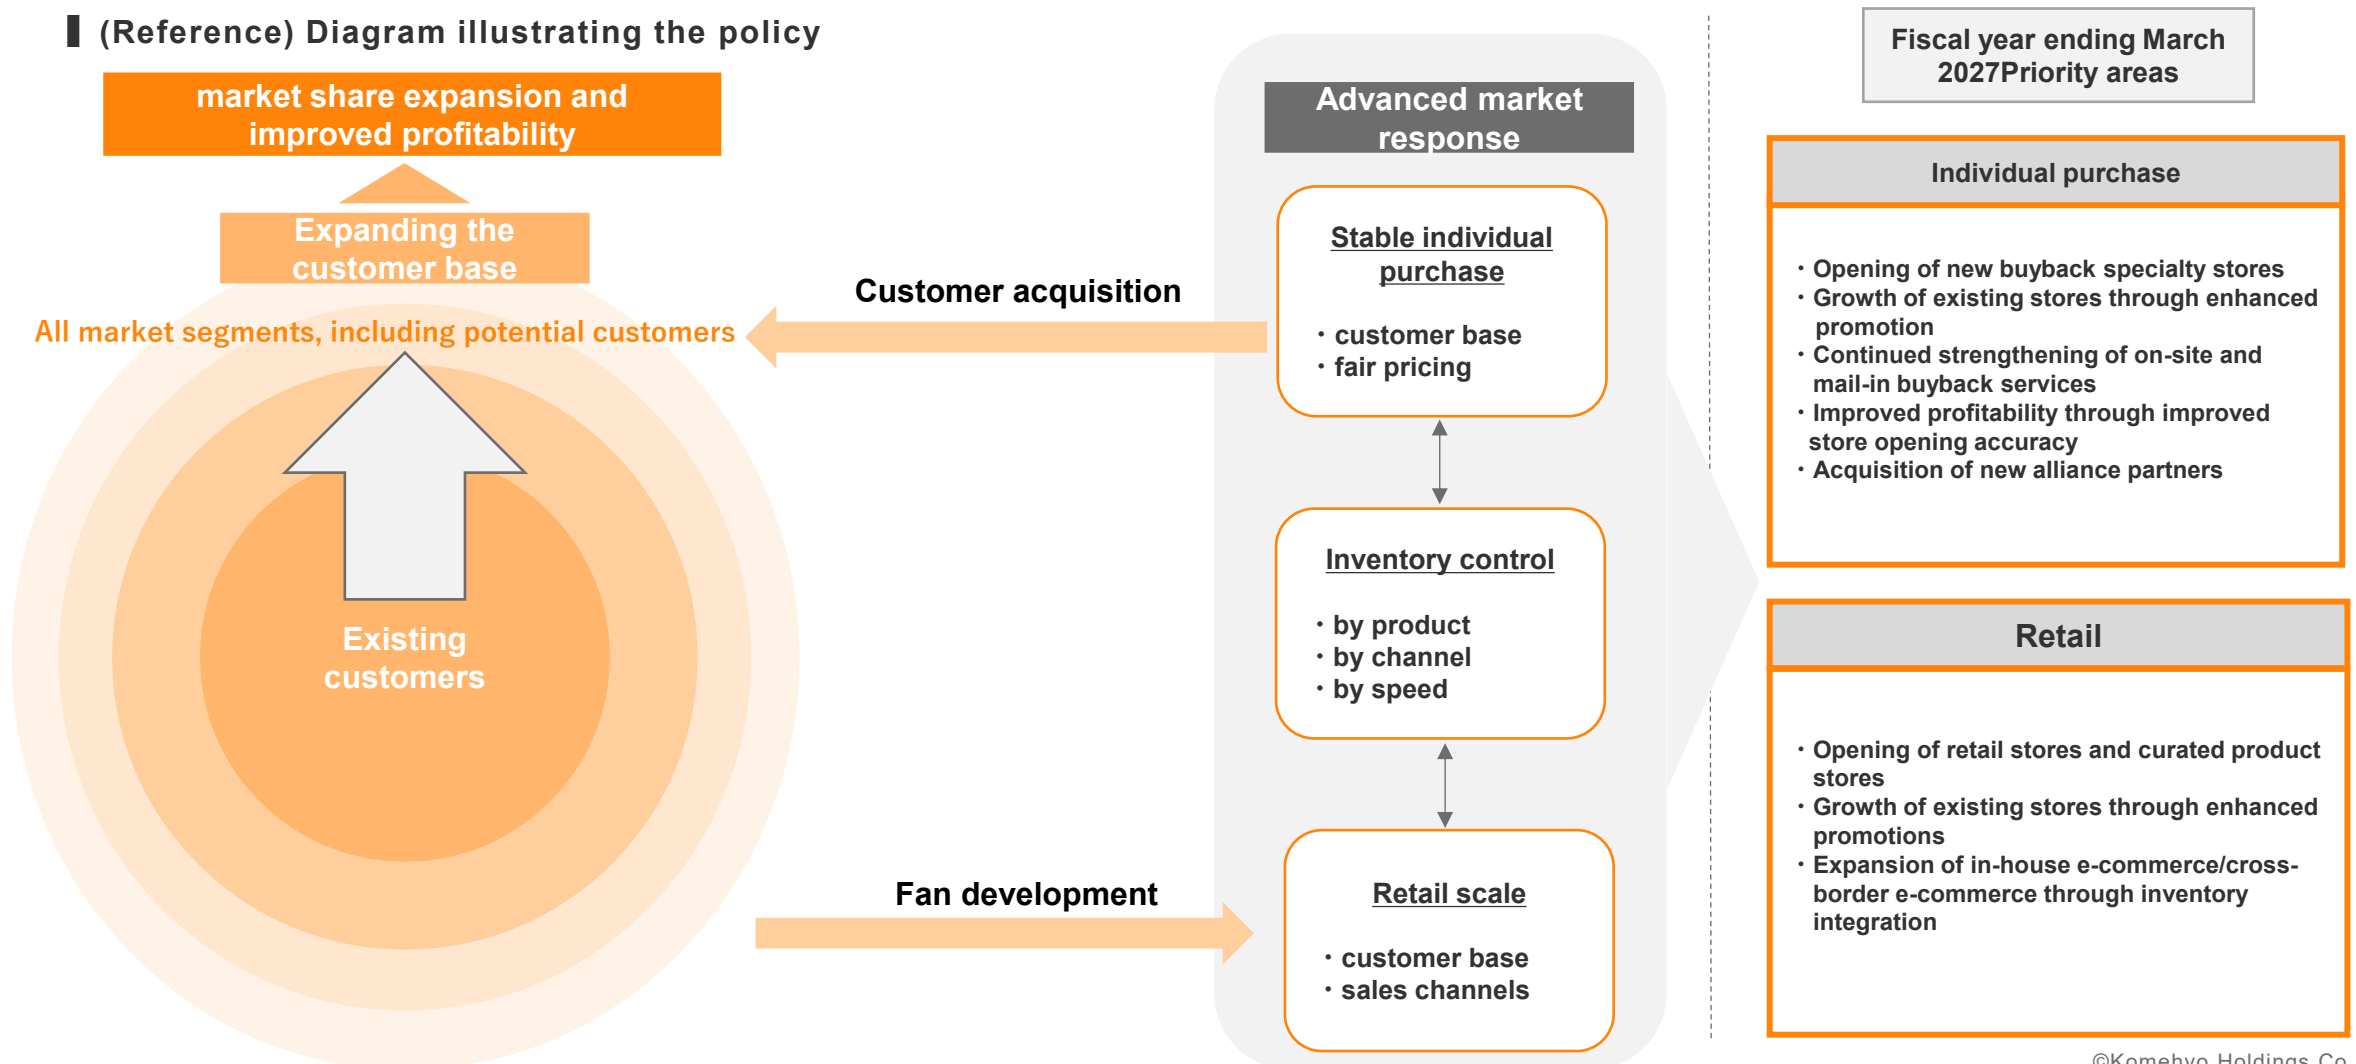 (Reference) Diagram illustrating the policy
market share expansion and
improved profitability
Expanding the
customer base
All market segments, including potential customers
Existing
customers
Customer acquisition
Fan development
Advanced market
response
Stable individual
purchase
・customer base
・fair pricing
Inventory control
・by product
・by channel
・by speed
Retail scale
・customer base
・sales channels
Fiscal year ending March
2027Priority areas
Individual purchase
・Opening of new buyback specialty stores
・Growth of existing stores through enhanced
promotion
・Continued strengthening of on-site and
mail-in buyback services
・Improved profitability through improved
store opening accuracy
・Acquisition of new alliance partners
Retail
・Opening of retail stores and curated product
stores
・Growth of existing stores through enhanced
promotions
・Expansion of in-house e-commerce/cross-
border e-commerce through inventory
integration
©Komehyo Holdings Co